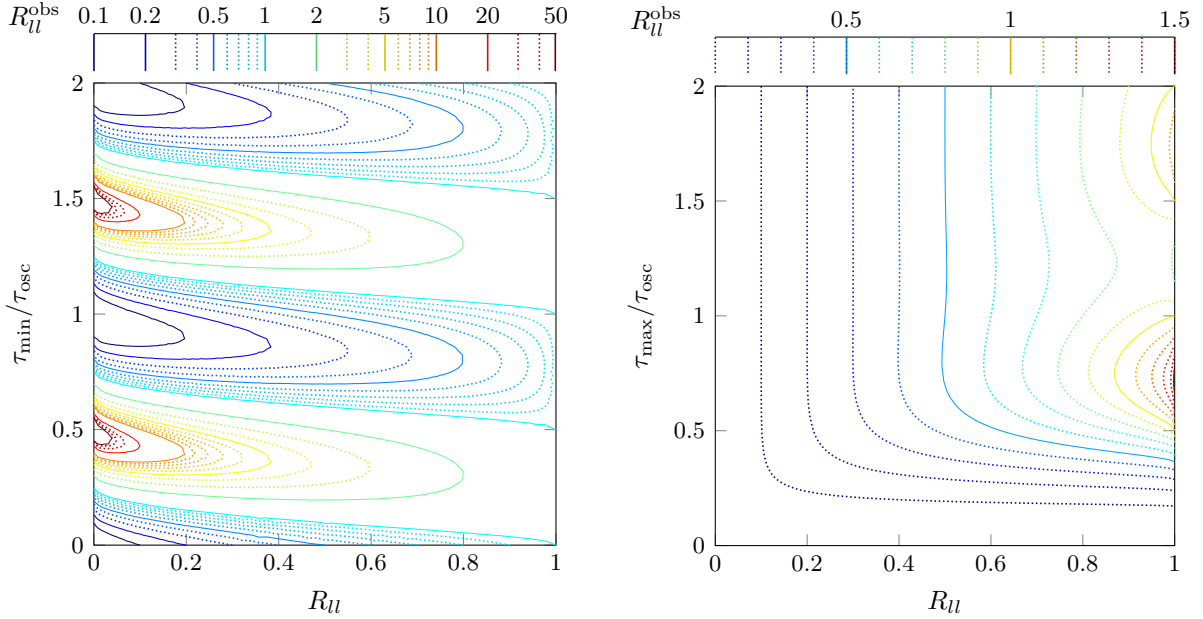 R_{ll}^{obs} 0.1 0.2 0.5 1 2 5 10 20 50
2
1.5
1
0.5
0
τ_{min}/τ_{osc}
0 0.2 0.4 0.6 0.8 1
R_{ll}
R_{ll}^{obs} 0.5 1 1.5
2
1.5
1
0.5
0
τ_{max}/τ_{osc}
0 0.2 0.4 0.6 0.8 1
R_{ll}